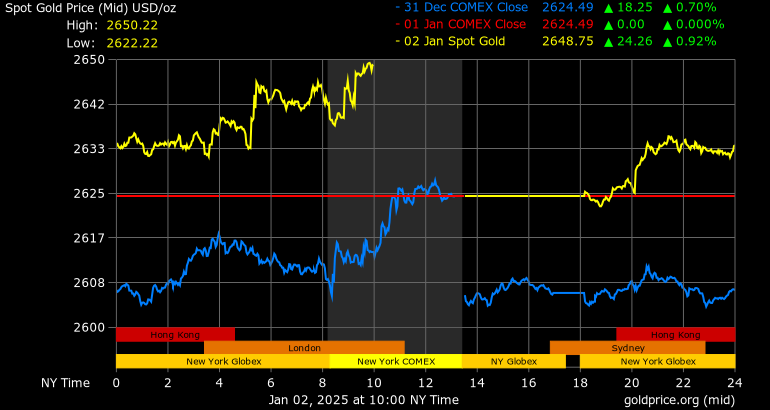 Spot Gold Price (Mid) USD/oz
High: 2650.22
Low: 2622.22
- 31 Dec COMEX Close 2624.49 ▲ 18.25 ▲ 0.70%
- 01 Jan COMEX Close 2624.49 ▲ 0.00 ▲ 0.000%
- 02 Jan Spot Gold 2648.75 ▲ 24.26 ▲ 0.92%
2650
2642
2633
2625
2617
2608
2600
Hong Kong Hong Kong
London Sydney
New York Globex New York COMEX NY Globex New York Globex
NY Time 0 2 4 6 8 10 12 14 16 18 20 22 24
Jan 02, 2025 at 10:00 NY Time goldprice.org (mid)